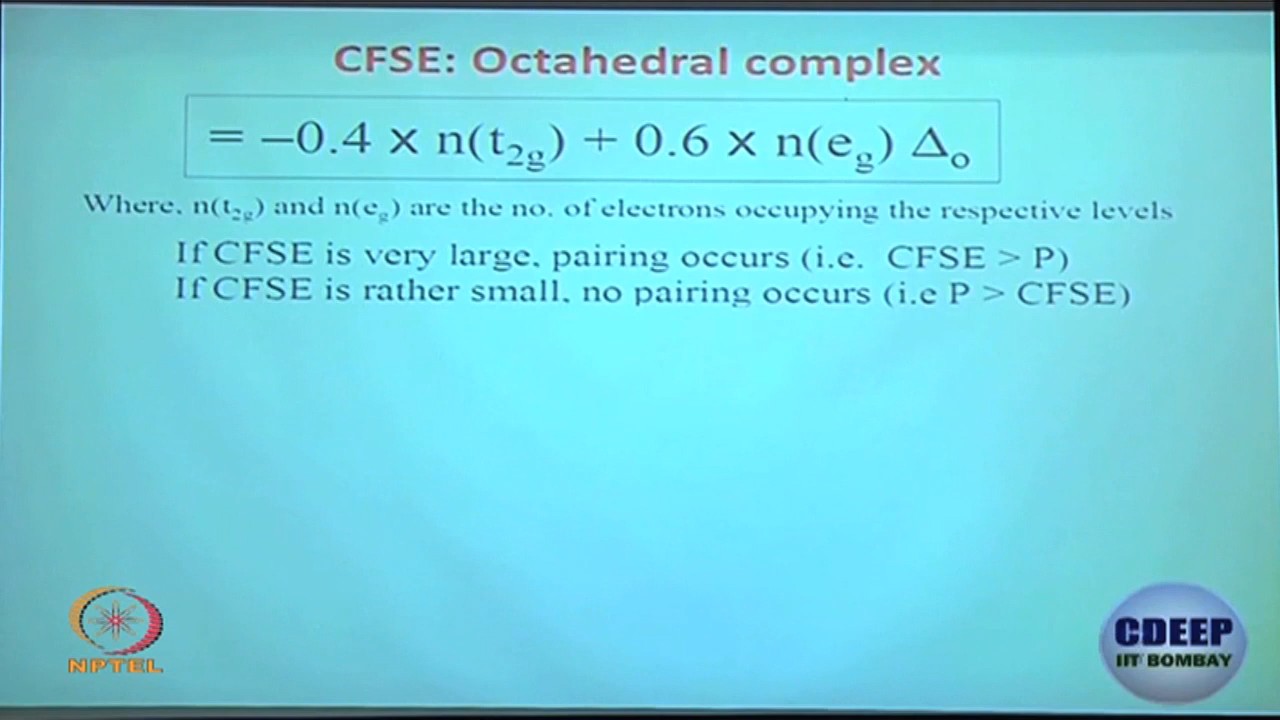 CFSE: Octahedral complex
= −0.4 x n(t₂g) + 0.6 x n(eg) Δₒ
Where, n(t₂g) and n(eg) are the no. of electrons occupying the respective levels
If CFSE is very large, pairing occurs (i.e. CFSE > P)
If CFSE is rather small, no pairing occurs (i.e P > CFSE)
NPTEL
CDEEP
IIT BOMBAY